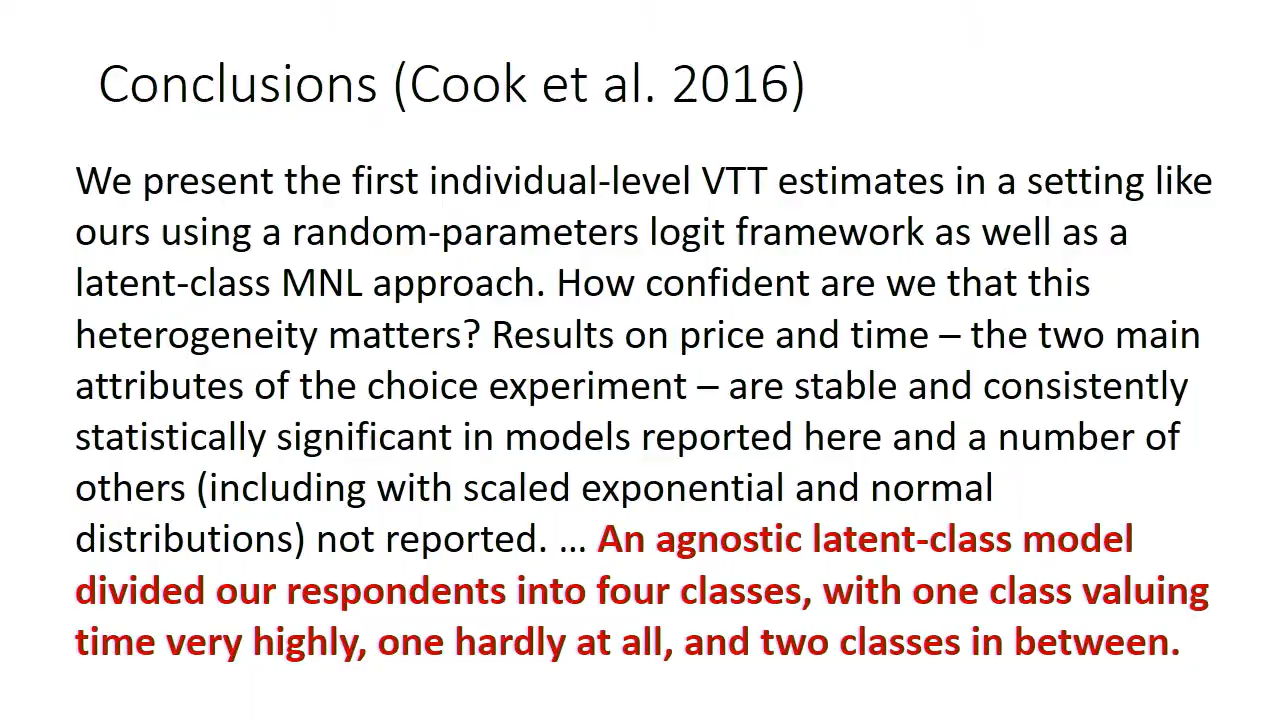 Conclusions (Cook et al. 2016)
We present the first individual-level VTT estimates in a setting like
ours using a random-parameters logit framework as well as a
latent-class MNL approach. How confident are we that this
heterogeneity matters? Results on price and time – the two main
attributes of the choice experiment – are stable and consistently
statistically significant in models reported here and a number of
others (including with scaled exponential and normal
distributions) not reported. … An agnostic latent-class model
divided our respondents into four classes, with one class valuing
time very highly, one hardly at all, and two classes in between.